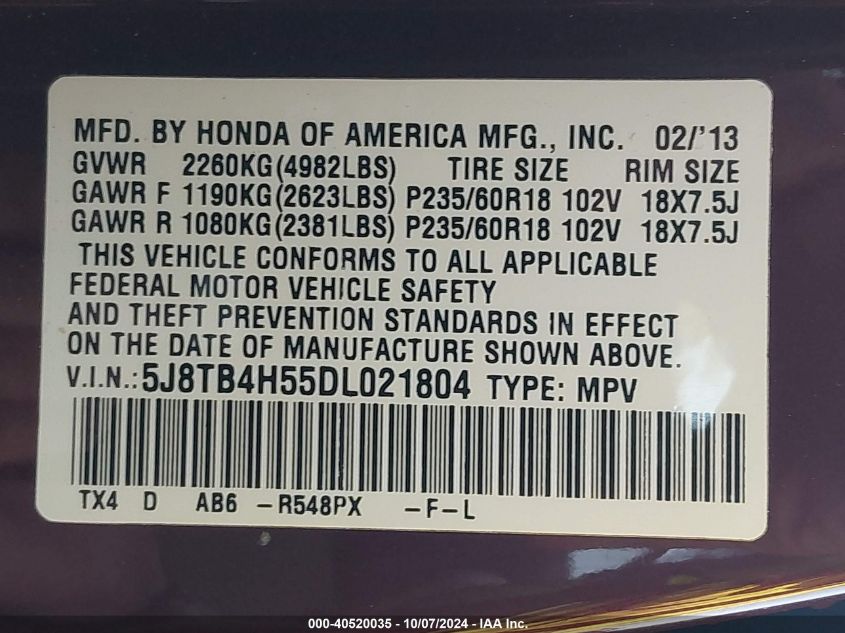 MFD. BY HONDA OF AMERICA MFG., INC. 02/'13
GVWR 2260KG(4982LBS) TIRE SIZE RIM SIZE
GAWR F 1190KG(2623LBS) P235/60R18 102V 18X7.5J
GAWR R 1080KG(2381LBS) P235/60R18 102V 18X7.5J
THIS VEHICLE CONFORMS TO ALL APPLICABLE
FEDERAL MOTOR VEHICLE SAFETY
AND THEFT PREVENTION STANDARDS IN EFFECT
ON THE DATE OF MANUFACTURE SHOWN ABOVE.
V.I.N.:5J8TB4H55DL021804 TYPE: MPV
TX4 D AB6 -R548PX -F-L
000-40520035 - 10/07/2024 - IAA Inc.